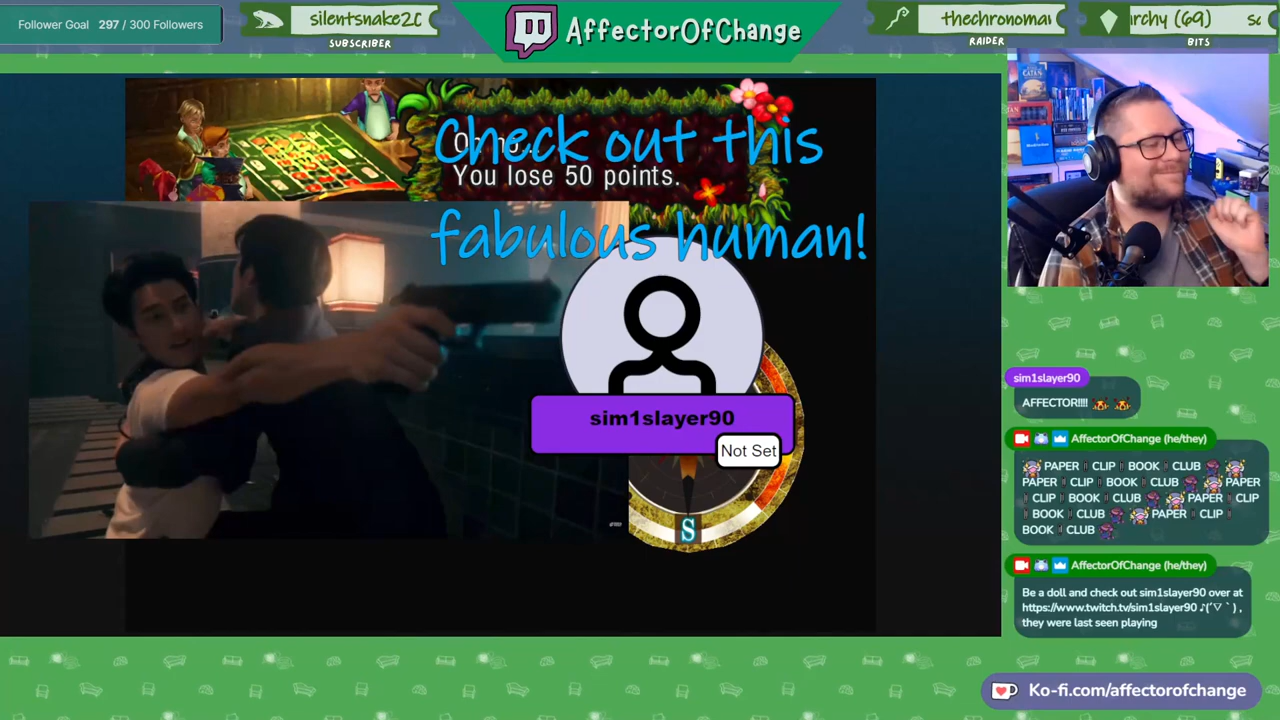 Follower Goal 297 / 300 Followers
silentsnake2
SUBSCRIBER
AffectorOfChange
thechronomai
RAIDER
ırchy (69)
BITS
Check out this
You lose 50 points.
fabulous human!
CATAN
sim1slayer90
Not Set
S
sim1slayer90
AFFECTOR!!!!
AffectorOfChange (he/they)
PAPER CLIP BOOK CLUB
PAPER CLIP BOOK CLUB PAPER
CLIP BOOK CLUB PAPER CLIP
BOOK CLUB PAPER CLIP
BOOK CLUB
AffectorOfChange (he/they)
Be a doll and check out sim1slayer90 over at
https://www.twitch.tv/sim1slayer90 ♪(´▽｀) ,
they were last seen playing
Ko-fi.com/affectorofchange